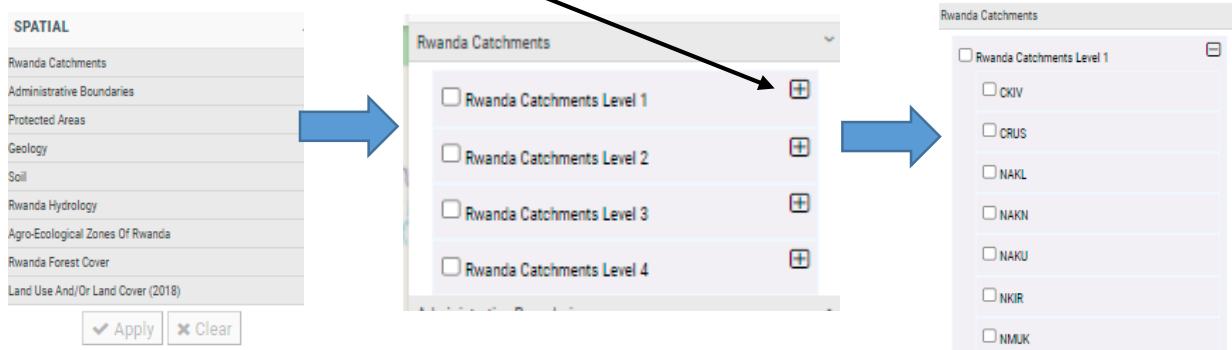 SPATIAL
Rwanda Catchments
Administrative Boundaries
Protected Areas
Geology
Soil
Rwanda Hydrology
Agro-Ecological Zones Of Rwanda
Rwanda Forest Cover
Land Use And/Or Land Cover (2018)
Apply
Clear
Rwanda Catchments
Rwanda Catchments Level 1
Rwanda Catchments Level 2
Rwanda Catchments Level 3
Rwanda Catchments Level 4
Rwanda Catchments
Rwanda Catchments Level 1
CKIV
CRUS
NAKL
NAKN
NAKU
NKIR
NMUK